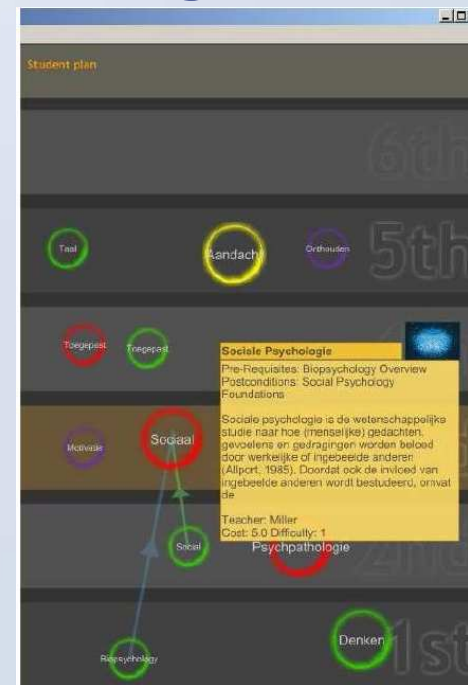 Student plan
6th
5th
Taal
Aandacht
Onthouden
Toegepast
Toegepast
Sociale Psychologie
Pre-Requisites: Biopsychology Overview
Postconditions: Social Psychology
Foundations
Sociale psychologie is de wetenschappelijke
studie naar hoe (menselijke) gedachten,
gevoelens en gedragingen worden beloed
door werkelijke of ingebeelde anderen
(Allport, 1985). Doordat ook de invloed van
ingebeelde anderen wordt bestudeerd, omvat
de
Teacher: Miller
Cost: 5.0 Difficulty: 1
Motivatie
Sociaal
Social
Psychpathologie
2nd
Biopsychology
Denken
1st